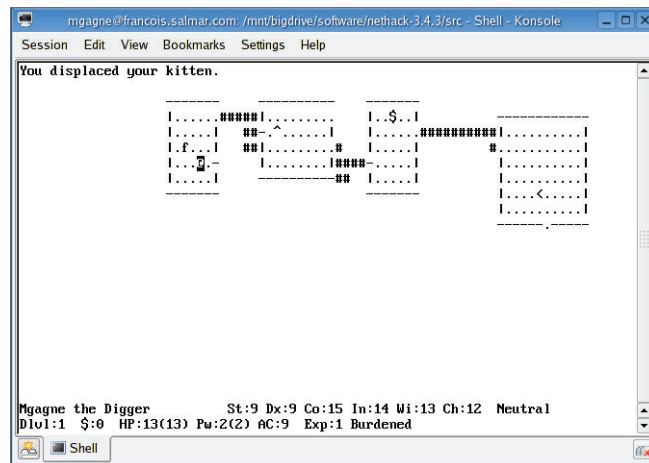 mgagne@francois.salmar.com: /mnt/bigdrive/software/nethack-3.4.3/src - Shell - Konsole
Session Edit View Bookmarks Settings Help
You displaced your kitten.
------- ---------- -------
|......#####|......... |..$..| ------------
|.....| ##-.^......| |......##########|..........|
|.f...| ##|.........# |.....| #...........|
|...@.- |........|####-.....| |..........|
|.....| ----------## |.....| |..........|
------- ------- |....<.....|
|..........|
------.-----
Mgagne the Digger St:9 Dx:9 Co:15 In:14 Wi:13 Ch:12 Neutral
Dlvl:1 $:0 HP:13(13) Pw:2(2) AC:9 Exp:1 Burdened
Shell